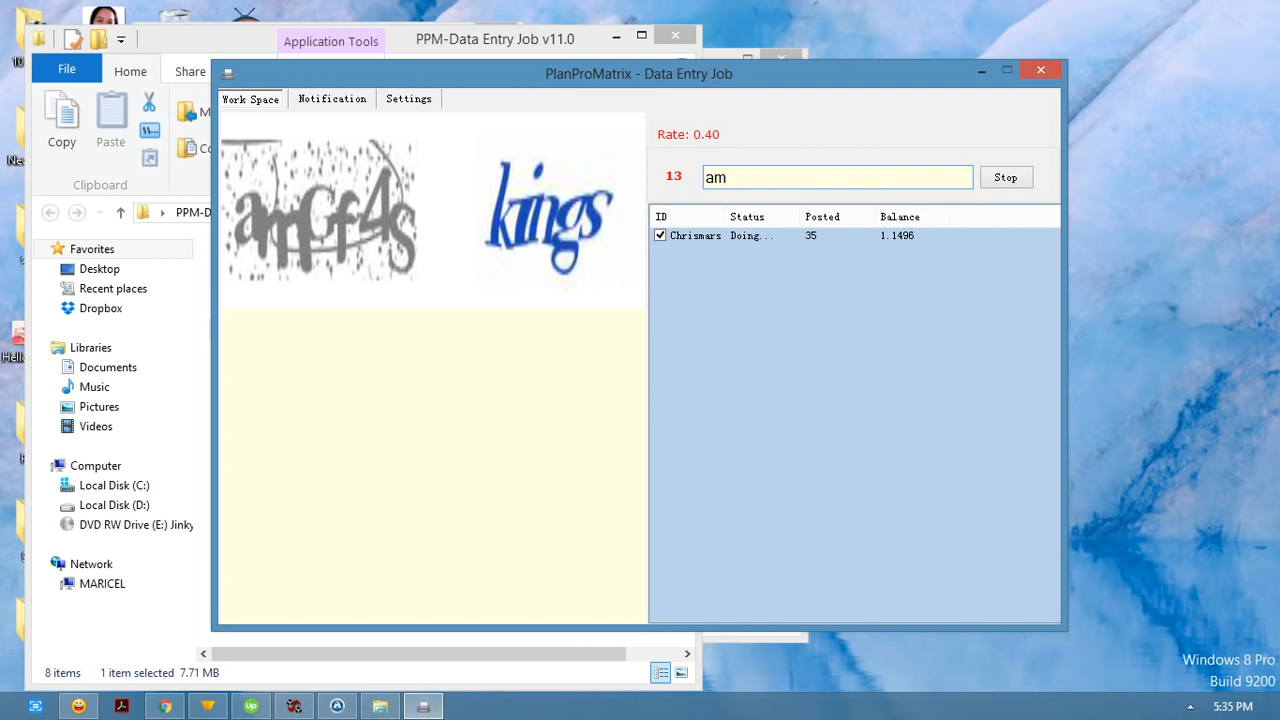 Application Tools
PPM-Data Entry Job v11.0
File
Home
Share
PlanProMatrix - Data Entry Job
Work Space
Notification
Settings
Copy
Paste
Clipboard
PPM-D
Rate: 0.40
13
am
Stop
ID Status Posted Balance
Chrismars Doing... 35 1.1496
Favorites
Desktop
Recent places
Dropbox
Libraries
Documents
Music
Pictures
Videos
Computer
Local Disk (C:)
Local Disk (D:)
DVD RW Drive (E:) Jinky
Network
MARICEL
8 items 1 item selected 7.71 MB
Windows 8 Pro
Build 9200
5:35 PM